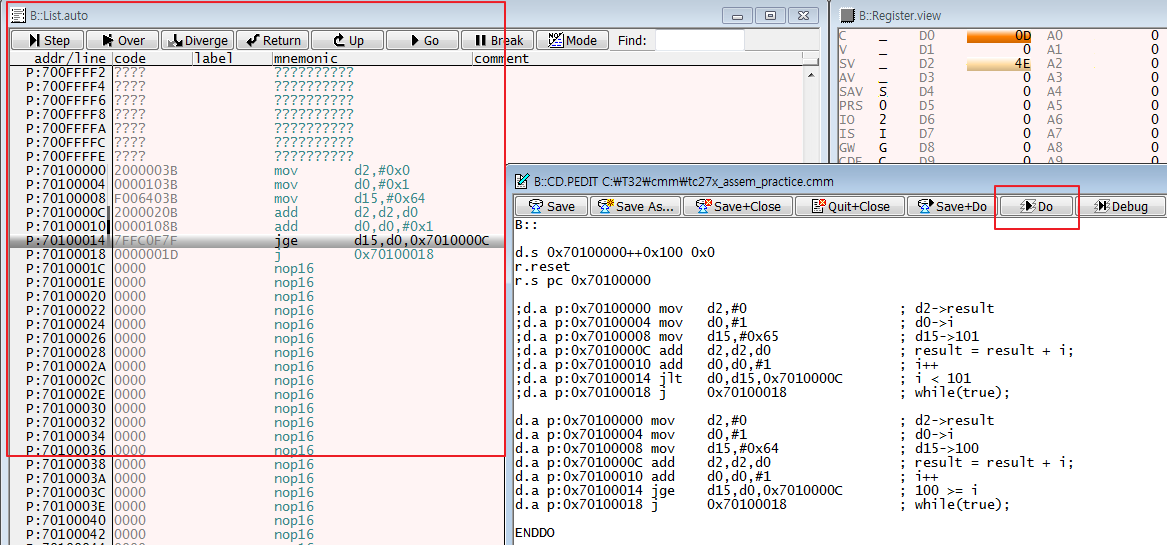 B::List.auto
Step Over Diverge Return Up Go Break Mode Find:
addr/line code label mnemonic comment
P:700FFFF2 ???? ??????????
P:700FFFF4 ???? ??????????
P:700FFFF6 ???? ??????????
P:700FFFF8 ???? ??????????
P:700FFFFA ???? ??????????
P:700FFFFC ???? ??????????
P:700FFFFE ???? ??????????
P:70100000 2000003B mov d2,#0x0
P:70100004 0000103B mov d0,#0x1
P:70100008 F006403B mov d15,#0x64
P:7010000C 2000020B add d2,d2,d0
P:70100010 0000108B add d0,d0,#0x1
P:70100014 7FFC0F7F jge d15,d0,0x7010000C
P:70100018 0000001D j 0x70100018
P:7010001C 0000 nop16
P:7010001E 0000 nop16
P:70100020 0000 nop16
P:70100022 0000 nop16
P:70100024 0000 nop16
P:70100026 0000 nop16
P:70100028 0000 nop16
P:7010002A 0000 nop16
P:7010002C 0000 nop16
P:7010002E 0000 nop16
P:70100030 0000 nop16
P:70100032 0000 nop16
P:70100034 0000 nop16
P:70100036 0000 nop16
P:70100038 0000 nop16
P:7010003A 0000 nop16
P:7010003C 0000 nop16
P:7010003E 0000 nop16
P:70100040 0000 nop16
P:70100042 0000 nop16
B::Register.view
C _ D0 0D A0 0
V _ D1 0 A1 0
SV _ D2 4E A2 0
AV _ D3 0 A3 0
SAV S D4 0 A4 0
PRS 0 D5 0 A5 0
IO 2 D6 0 A6 0
IS I D7 0 A7 0
GW G D8 0 A8 0
CDE C D9 0 A9 0
B::CD.PEDIT C:₩T32₩cmm₩tc27x_assem_practice.cmm
Save Save As... Save+Close Quit+Close Save+Do Do Debug
B::
d.s 0x70100000++0x100 0x0
r.reset
r.s pc 0x70100000
;d.a p:0x70100000 mov d2,#0 ; d2->result
;d.a p:0x70100004 mov d0,#1 ; d0->i
;d.a p:0x70100008 mov d15,#0x65 ; d15->101
;d.a p:0x7010000C add d2,d2,d0 ; result = result + i;
;d.a p:0x70100010 add d0,d0,#1 ; i++
;d.a p:0x70100014 jlt d0,d15,0x7010000C ; i < 101
;d.a p:0x70100018 j 0x70100018 ; while(true);
d.a p:0x70100000 mov d2,#0 ; d2->result
d.a p:0x70100004 mov d0,#1 ; d0->i
d.a p:0x70100008 mov d15,#0x64 ; d15->100
d.a p:0x7010000C add d2,d2,d0 ; result = result + i;
d.a p:0x70100010 add d0,d0,#1 ; i++
d.a p:0x70100014 jge d15,d0,0x7010000C ; 100 >= i
d.a p:0x70100018 j 0x70100018 ; while(true);
ENDDO